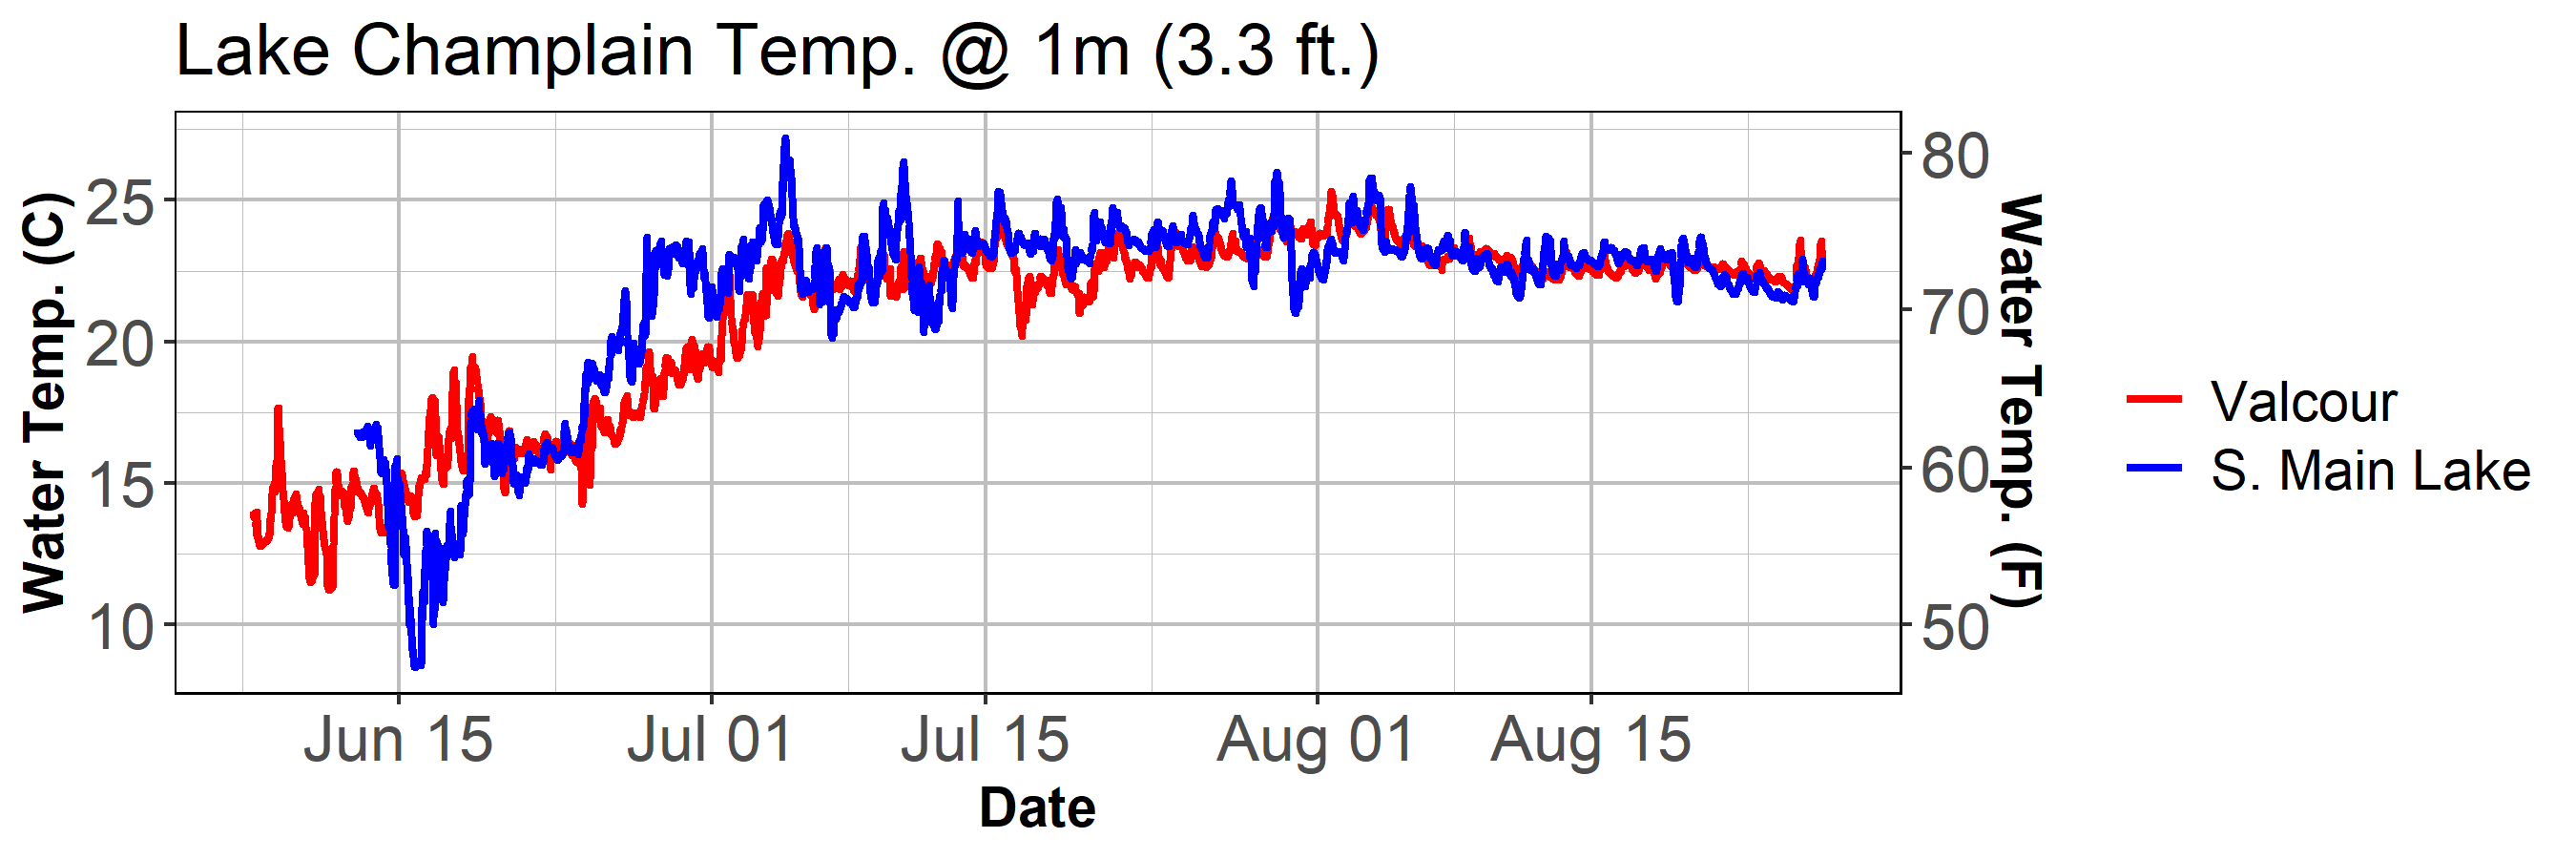 Lake Champlain Temp. @ 1m (3.3 ft.)
Water Temp. (C)
25
20
15
10
80
70
60
50
Water Temp. (F)
Jun 15
Jul 01
Jul 15
Aug 01
Aug 15
Date
Valcour
S. Main Lake